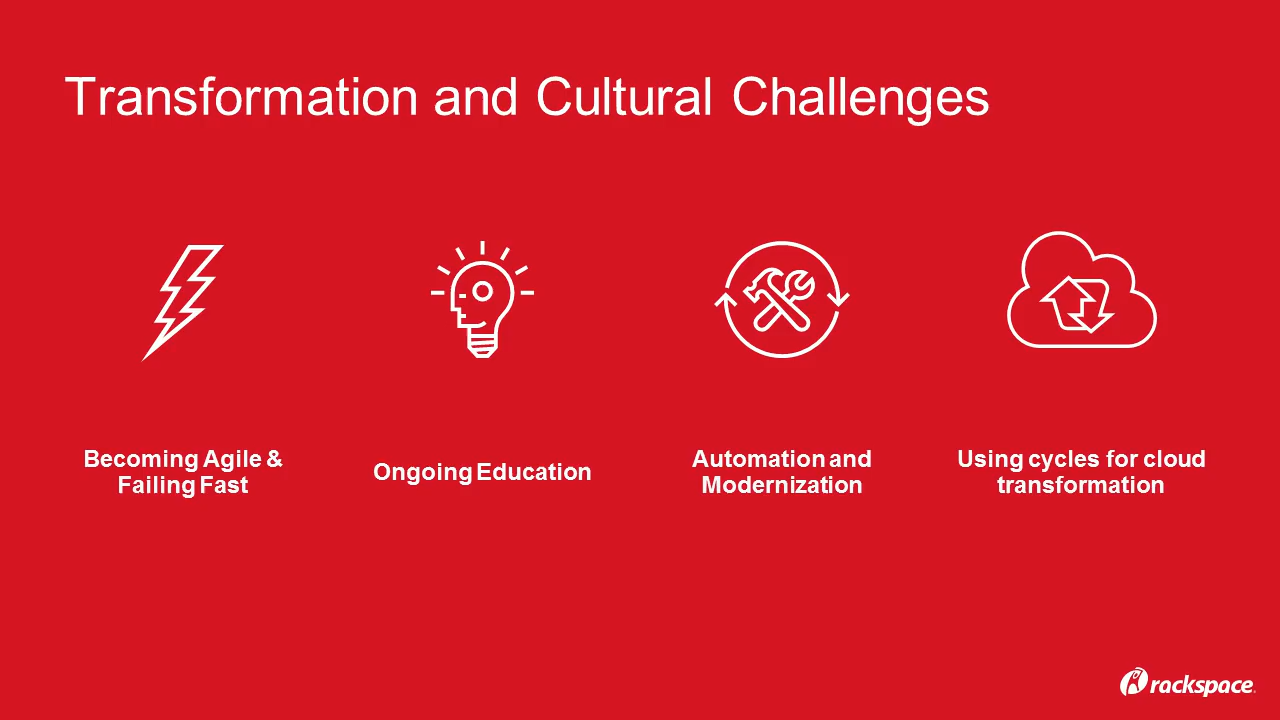 Transformation and Cultural Challenges
Becoming Agile &
Failing Fast
Ongoing Education
Automation and
Modernization
Using cycles for cloud
transformation
rackspace